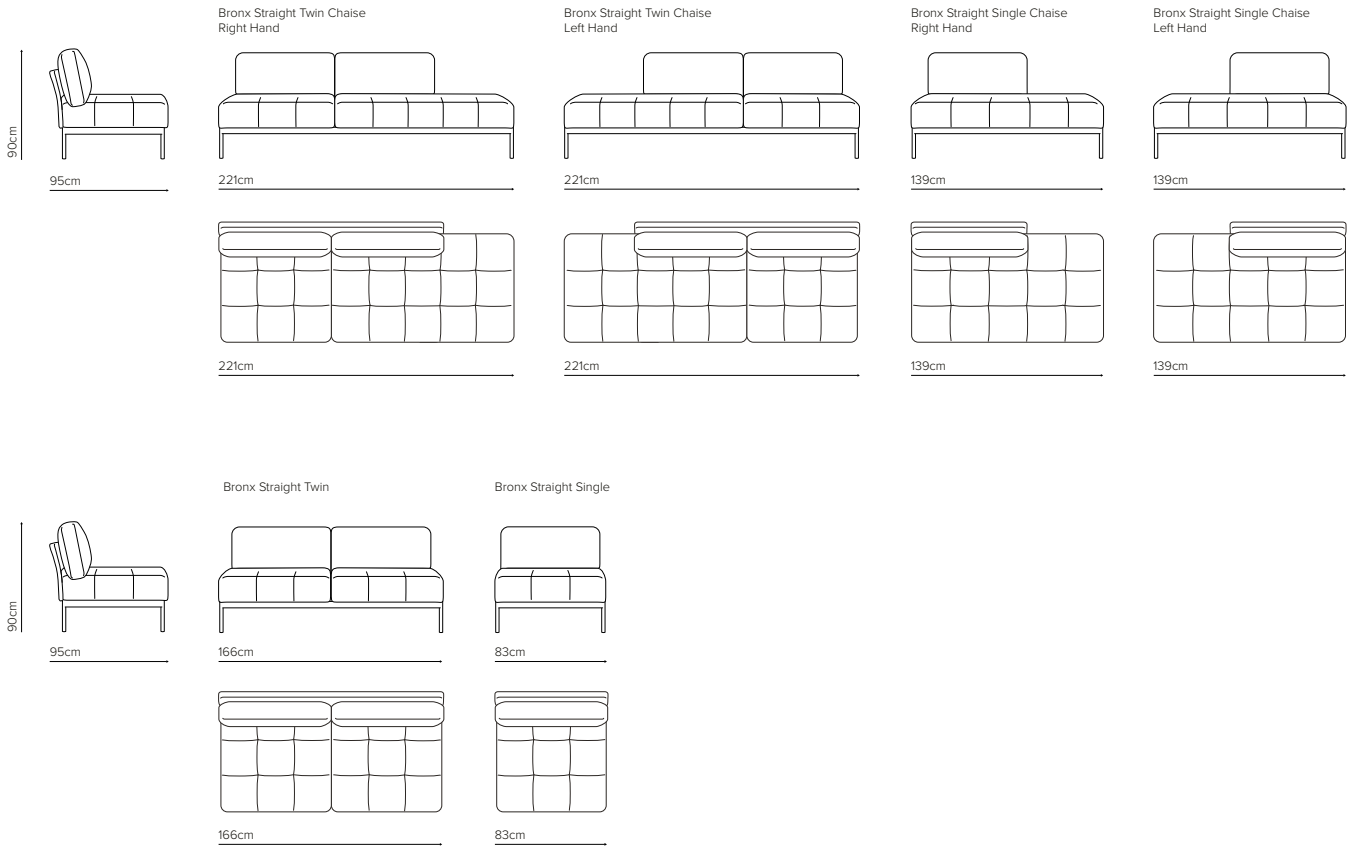 Bronx Straight Twin Chaise
Right Hand
Bronx Straight Twin Chaise
Left Hand
Bronx Straight Single Chaise
Right Hand
Bronx Straight Single Chaise
Left Hand
90cm
95cm
221cm
221cm
139cm
139cm
221cm
221cm
139cm
139cm
Bronx Straight Twin
Bronx Straight Single
90cm
95cm
166cm
83cm
166cm
83cm